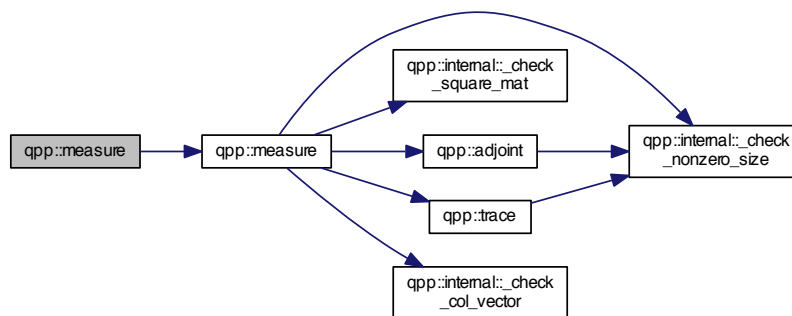 qpp::measure
qpp::measure
qpp::internal::_check
_square_mat
qpp::adjoint
qpp::trace
qpp::internal::_check
_col_vector
qpp::internal::_check
_nonzero_size